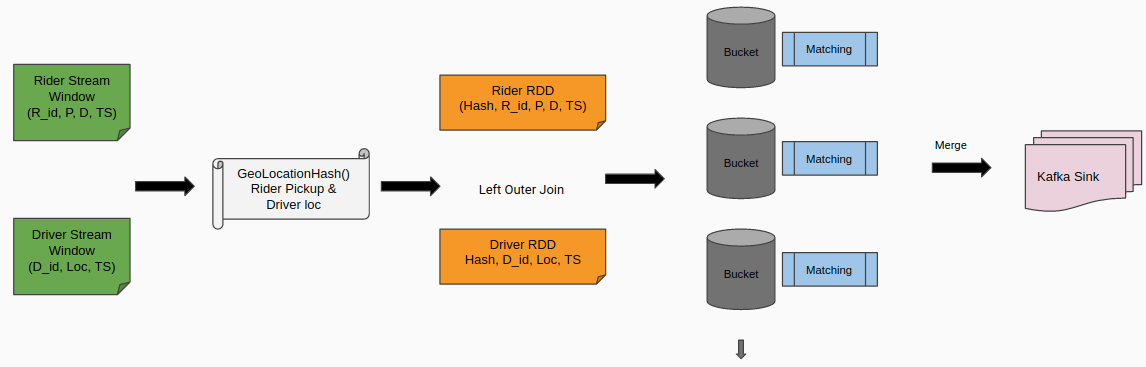 Rider Stream
Window
(R_id, P, D, TS)
Driver Stream
Window
(D_id, Loc, TS)
GeoLocationHash()
Rider Pickup &
Driver loc
Rider RDD
(Hash, R_id, P, D, TS)
Left Outer Join
Driver RDD
Hash, D_id, Loc, TS
Bucket
Matching
Bucket
Matching
Bucket
Matching
Merge
Kafka Sink